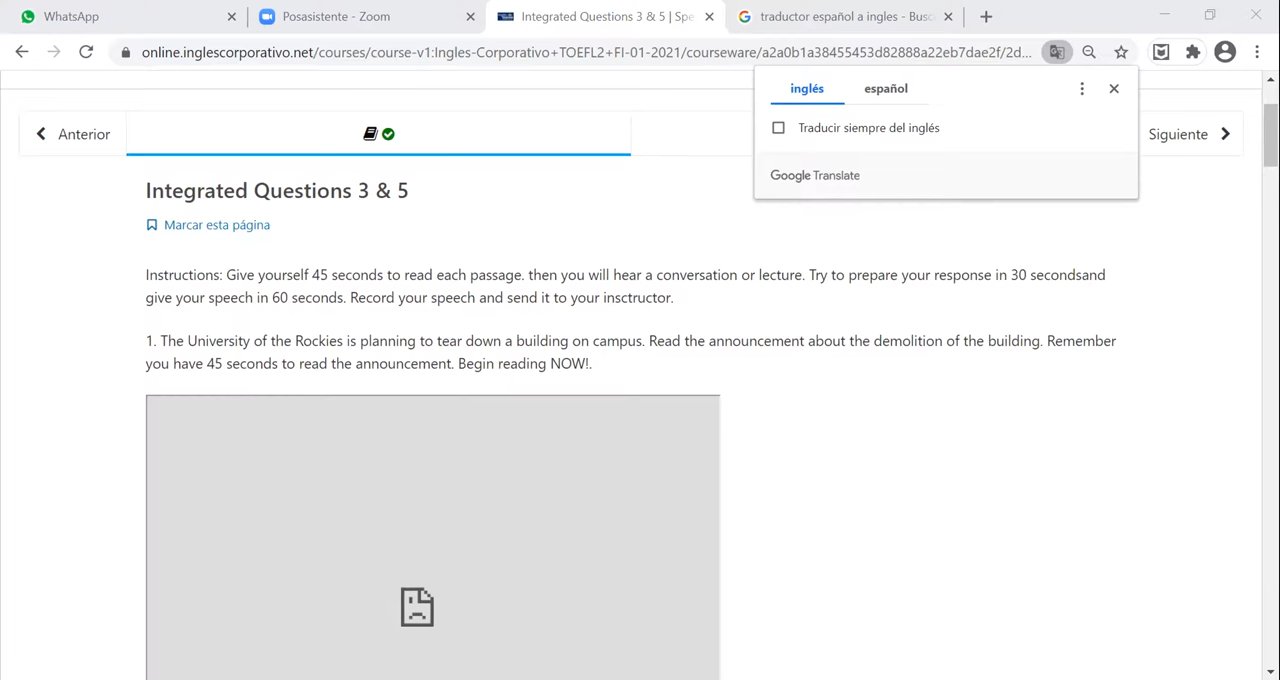 WhatsApp
Posasistente - Zoom
Integrated Questions 3 & 5 | Spe
traductor español a ingles - Busc
online.inglescorporativo.net/courses/course-v1:Ingles-Corporativo+TOEFL2+FI-01-2021/courseware/a2a0b1a38455453d82888a22eb7dae2f/2d...
inglés
español
Traducir siempre del inglés
Google Translate
Anterior
Siguiente
Integrated Questions 3 & 5
Marcar esta página
Instructions: Give yourself 45 seconds to read each passage. then you will hear a conversation or lecture. Try to prepare your response in 30 secondsand
give your speech in 60 seconds. Record your speech and send it to your insctructor.
1. The University of the Rockies is planning to tear down a building on campus. Read the announcement about the demolition of the building. Remember
you have 45 seconds to read the announcement. Begin reading NOW!.